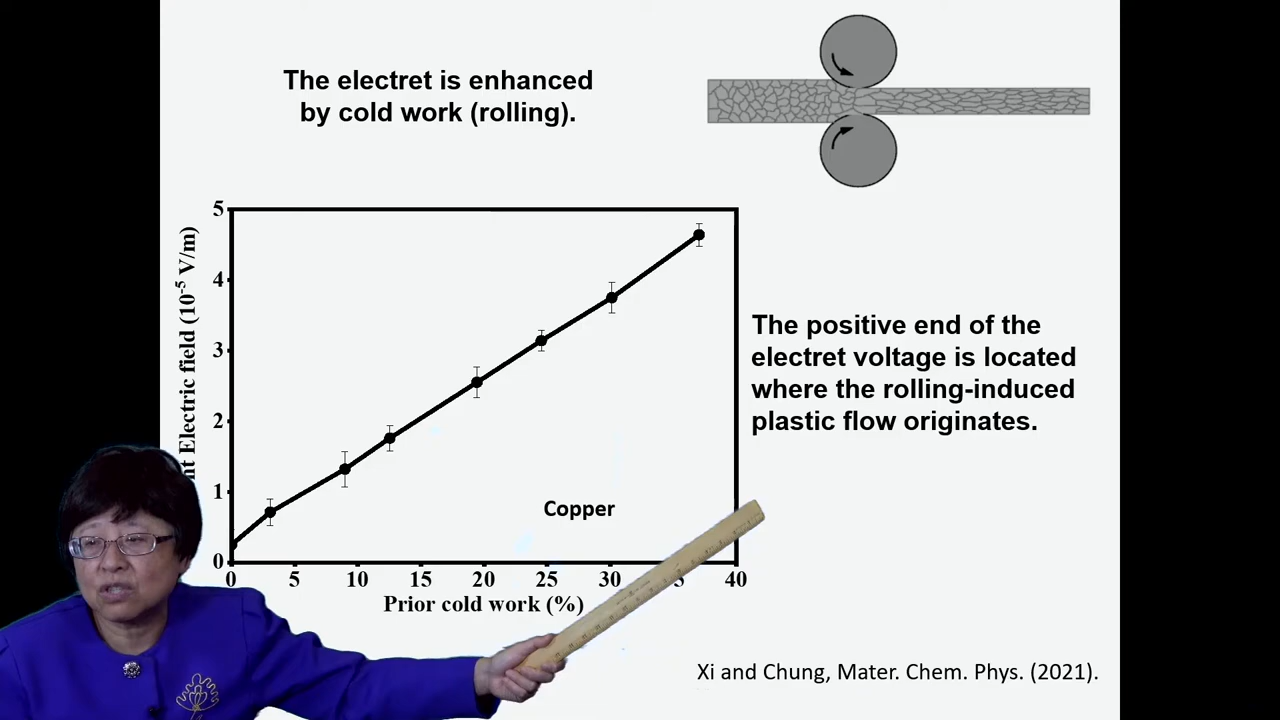 The electret is enhanced
by cold work (rolling).
5
4
3
2
1
0
Electric field (10⁻⁵ V/m)
Copper
0 5 10 15 20 25 30 40
Prior cold work (%)
The positive end of the
electret voltage is located
where the rolling-induced
plastic flow originates.
Xi and Chung, Mater. Chem. Phys. (2021).